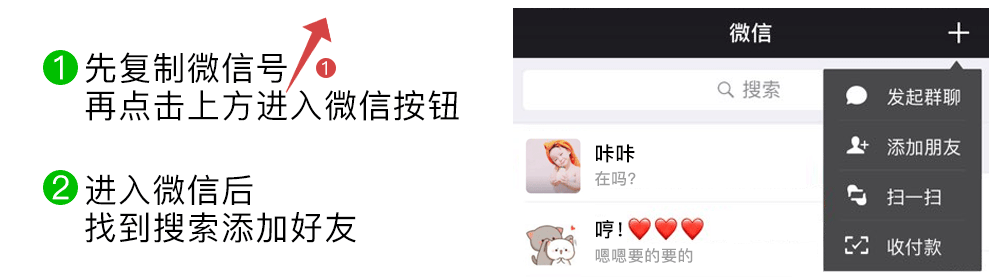 1 先复制微信号
1
再点击上方进入微信按钮
2 进入微信后
找到搜索添加好友
微信
搜索
发起群聊
添加朋友
扫一扫
收付款
咔咔
在吗?
哼!❤️❤️❤️
嗯嗯要的要的